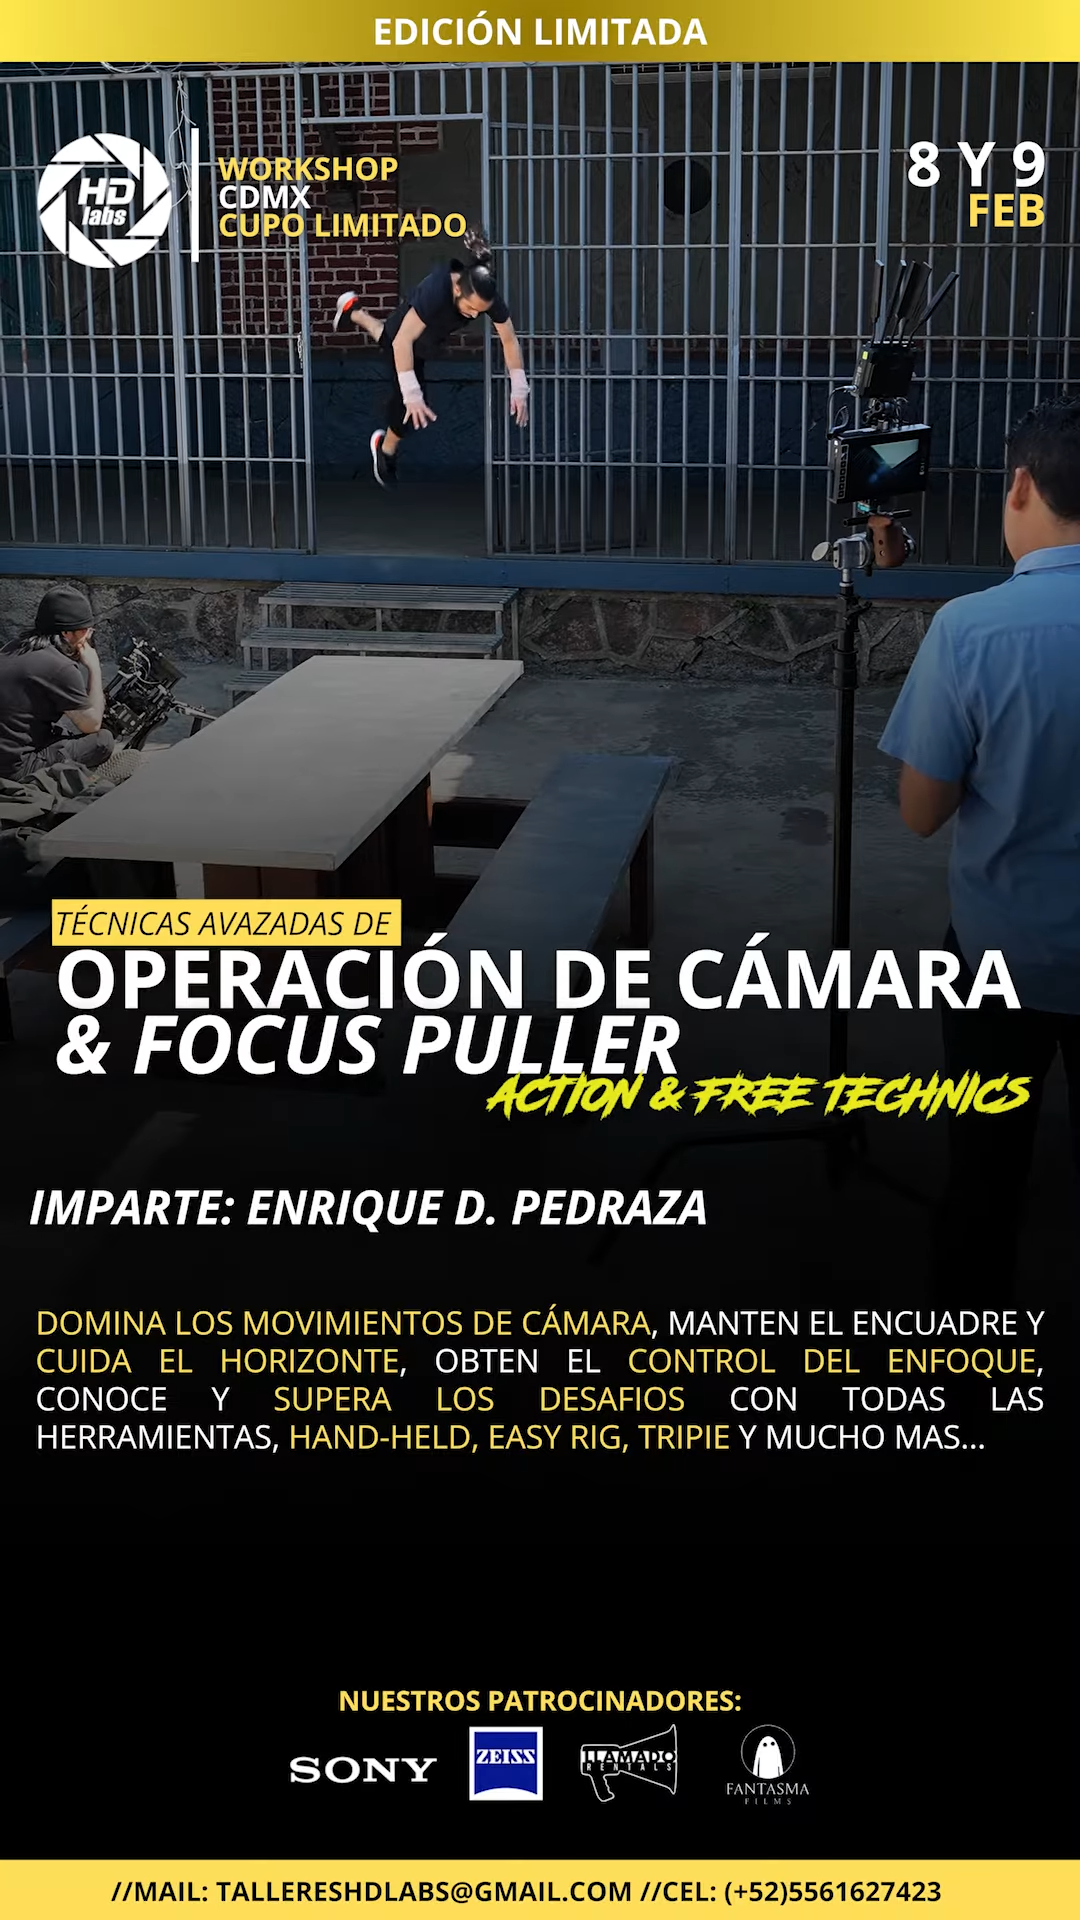 EDICIÓN LIMITADA
HD
labs
WORKSHOP
CDMX
CUPO LIMITADO
8 Y 9
FEB
TÉCNICAS AVAZADAS DE
OPERACIÓN DE CÁMARA
& FOCUS PULLER
ACTION & FREE TECHNICS
IMPARTE: ENRIQUE D. PEDRAZA
DOMINA LOS MOVIMIENTOS DE CÁMARA, MANTEN EL ENCUADRE Y
CUIDA EL HORIZONTE, OBTEN EL CONTROL DEL ENFOQUE,
CONOCE Y SUPERA LOS DESAFIOS CON TODAS LAS
HERRAMIENTAS, HAND-HELD, EASY RIG, TRIPIE Y MUCHO MAS...
NUESTROS PATROCINADORES:
SONY
ZEISS
LLAMADO
RENTALS
FANTASMA
FILMS
//MAIL: TALLERESHDLABS@GMAIL.COM //CEL: (+52)5561627423